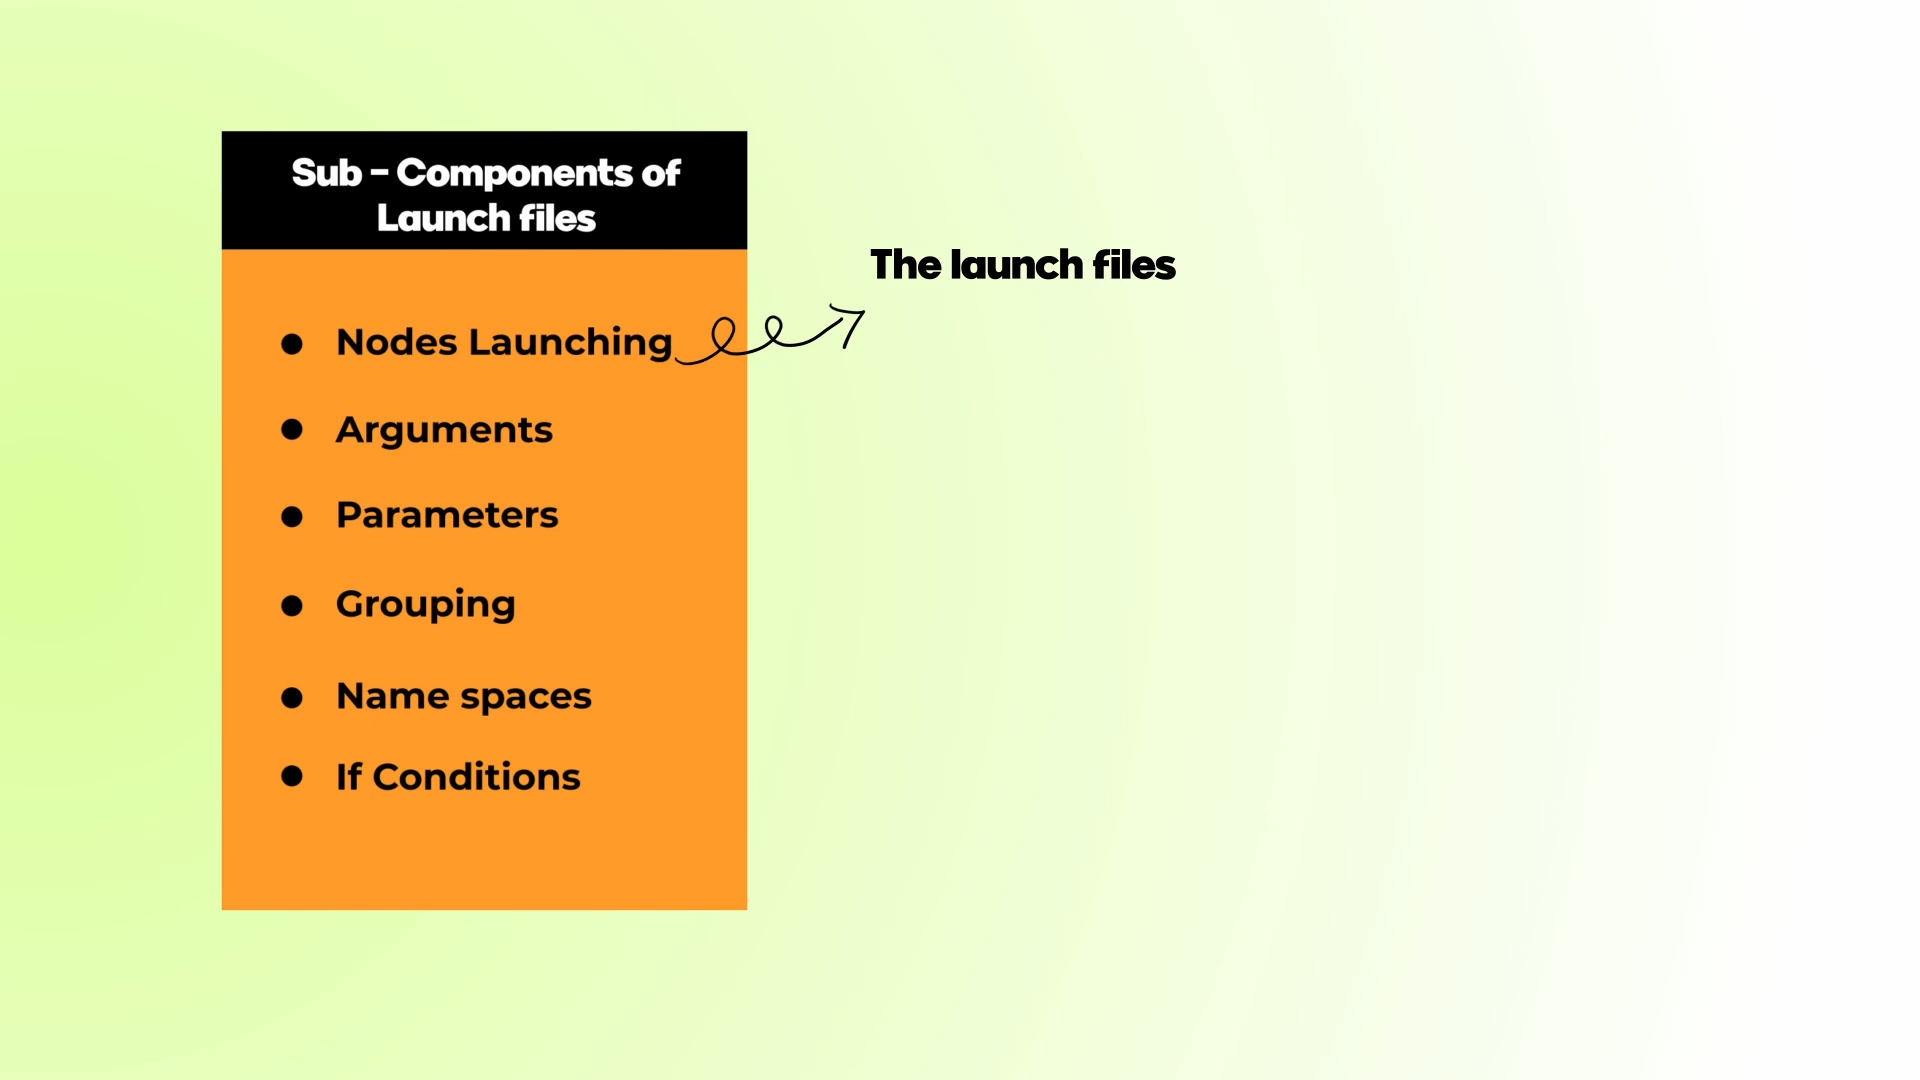 Sub - Components of
Launch files
● Nodes Launching
The launch files
● Arguments
● Parameters
● Grouping
● Name spaces
● If Conditions